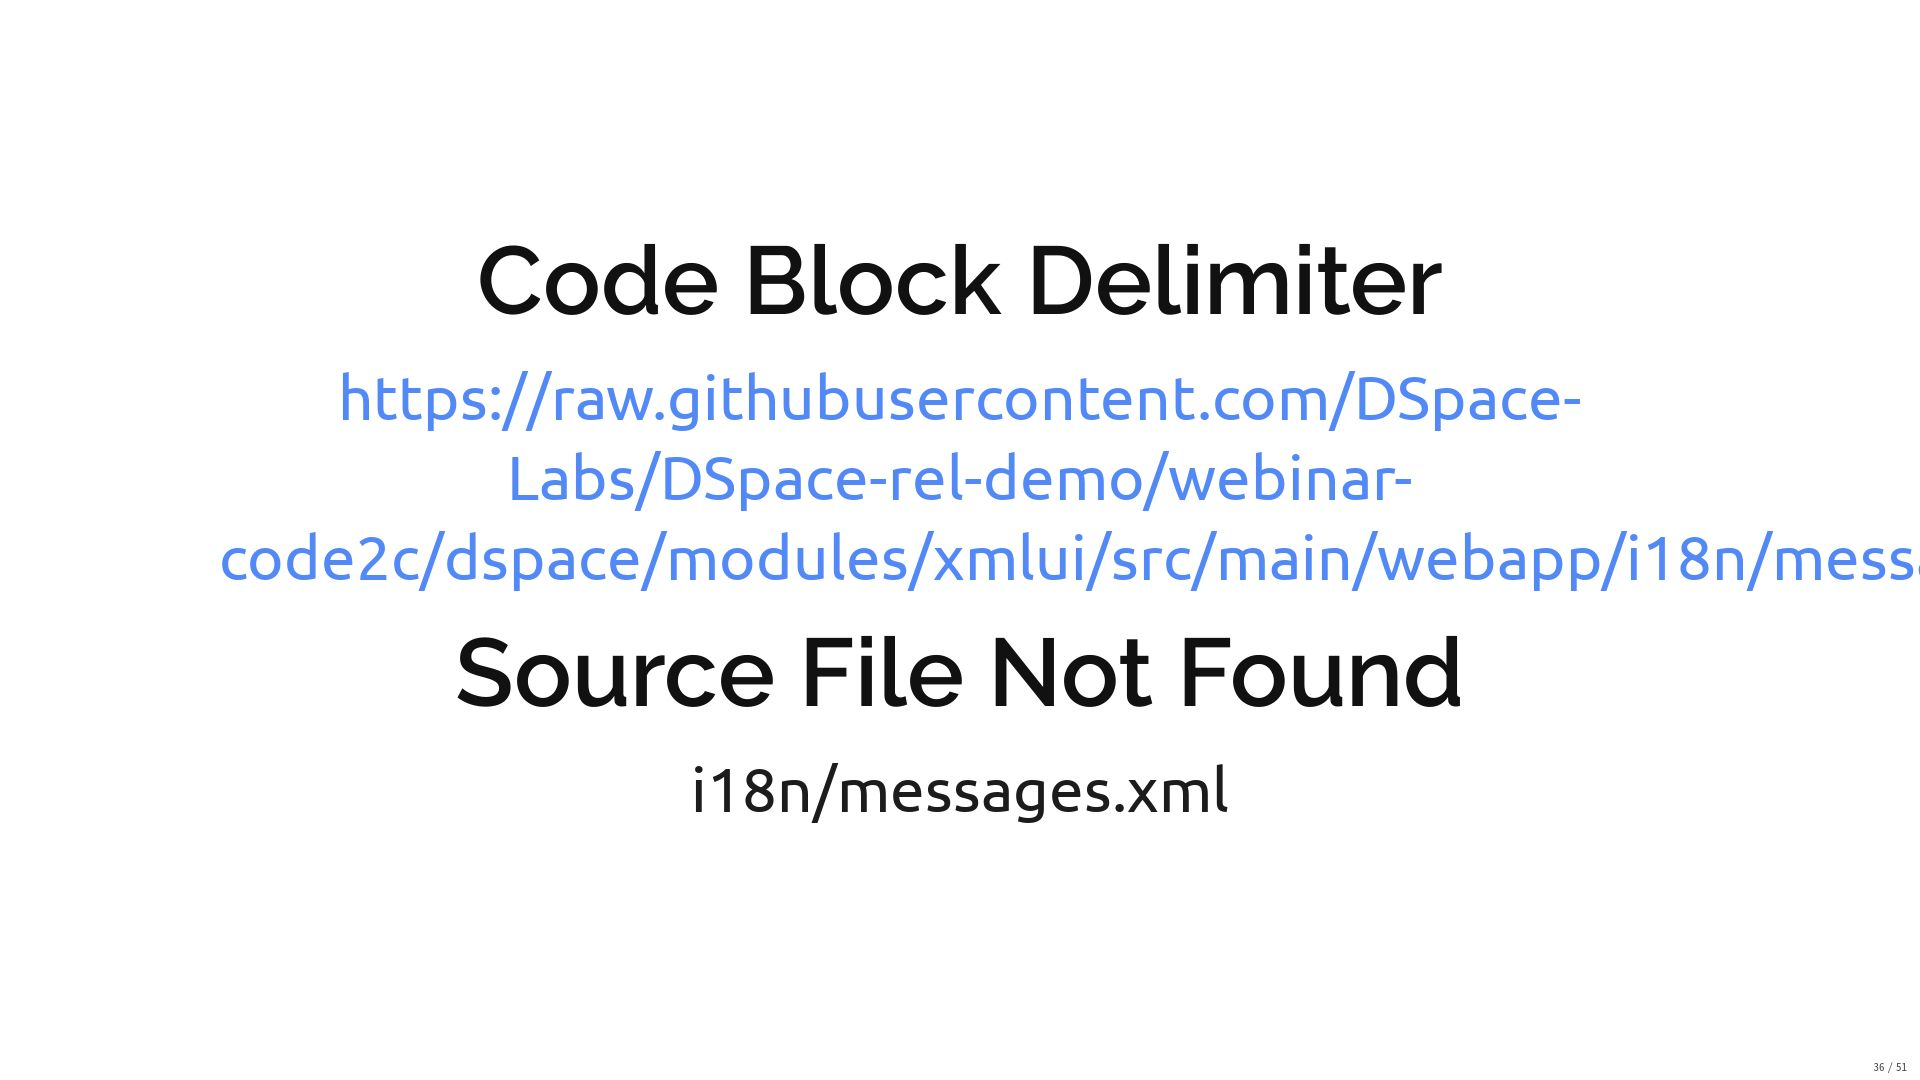 Code Block Delimiter
https://raw.githubusercontent.com/DSpace-
Labs/DSpace-rel-demo/webinar-
code2c/dspace/modules/xmlui/src/main/webapp/i18n/messa
Source File Not Found
i18n/messages.xml
36 / 51